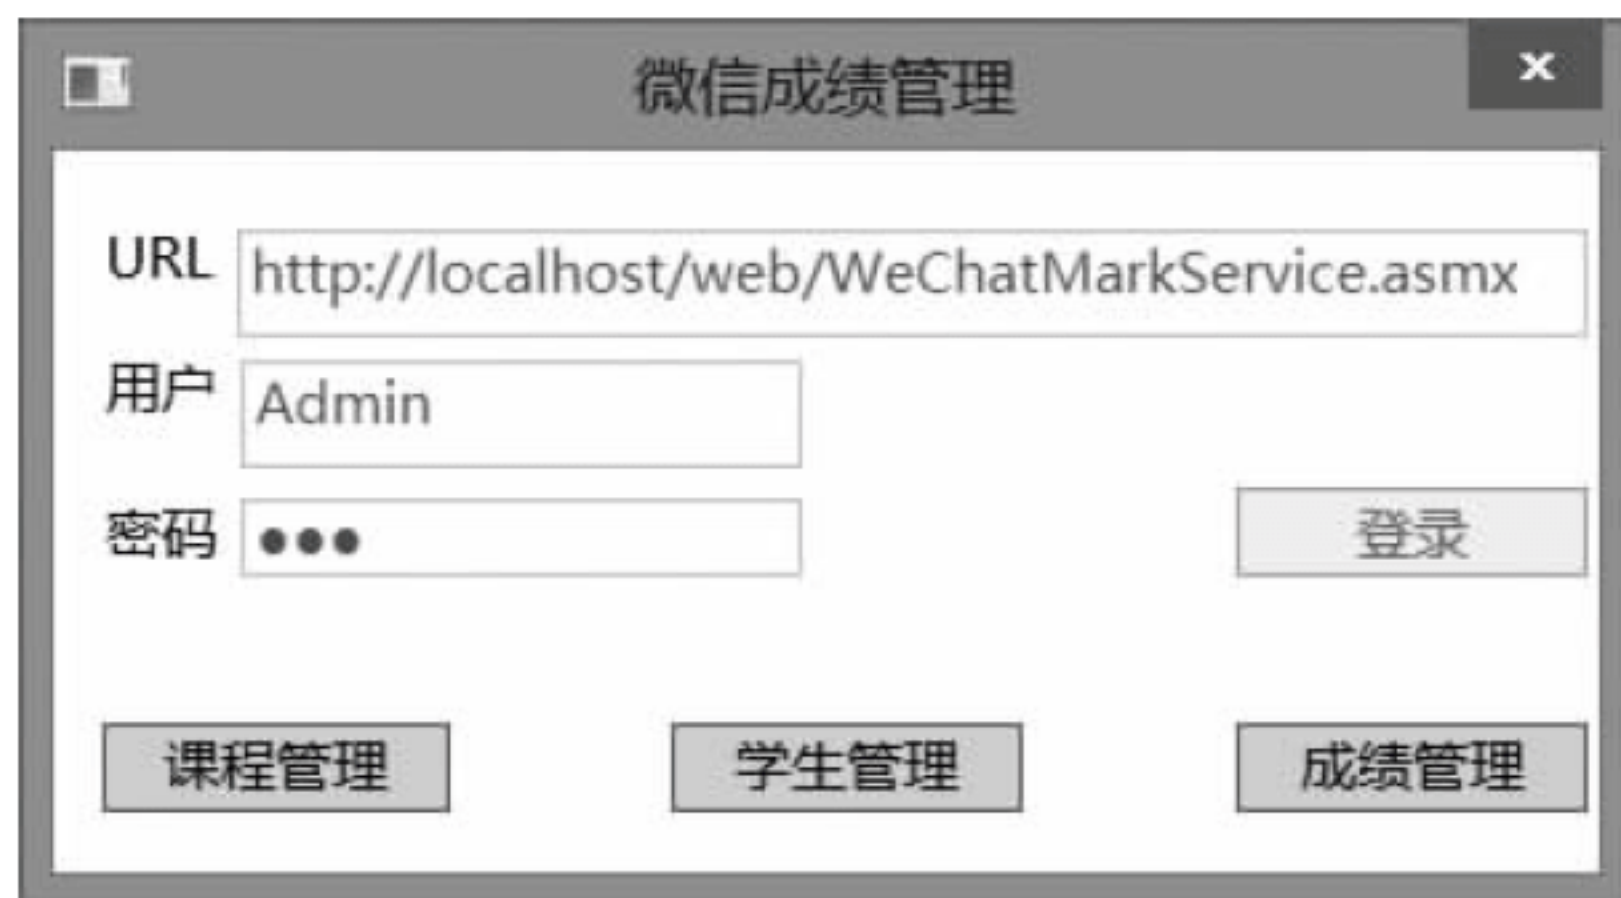 微信成绩管理
URL http://localhost/web/WeChatMarkService.asmx
用户 Admin
密码 ●●● 登录
课程管理 学生管理 成绩管理